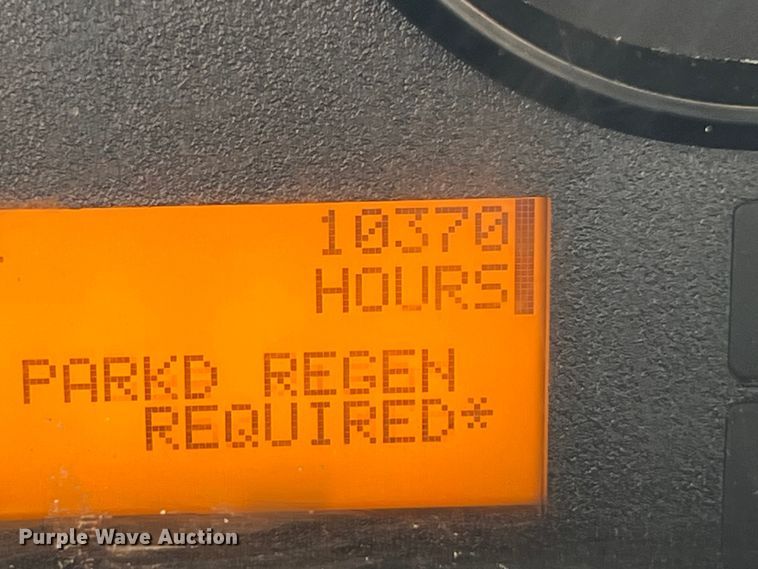 10370
HOURS
PARKD REGEN
REQUIRED*
Purple Wave Auction